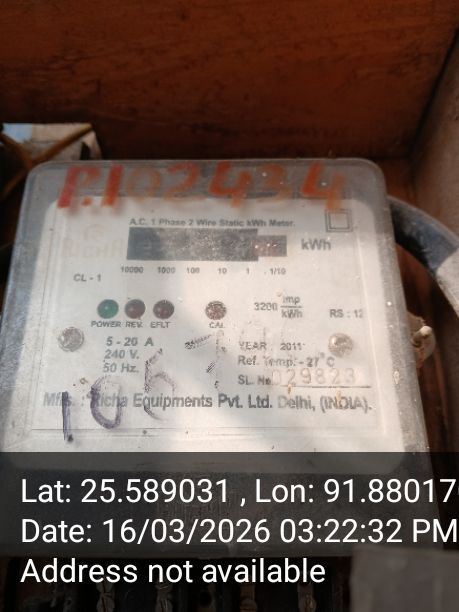 P.102434
A.C. 1 Phase 2 Wire Static kWh Meter.
kWh
CL - 1
10000 1000 100 10 1 1/10
POWER REV. EFLT CAL
3200 imp/kWh
RS : 12
5 - 20 A
240 V.
50 Hz.
YEAR : 2011
Ref. Temp. - 27°C
SL. No. 029823
Mfrs. : Richa Equipments Pvt. Ltd. Delhi, (INDIA).
Lat: 25.589031 , Lon: 91.88017
Date: 16/03/2026 03:22:32 PM
Address not available